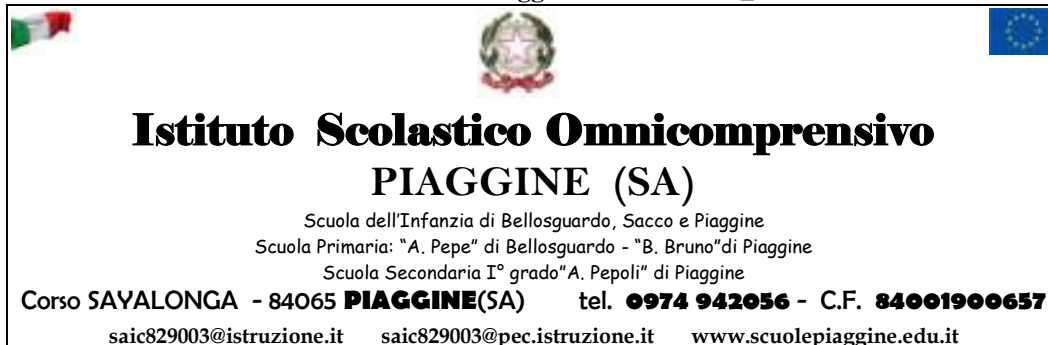 Istituto Scolastico Omnicomprensivo
PIAGGINE (SA)
Scuola dell'Infanzia di Bellosguardo, Sacco e Piaggine
Scuola Primaria: "A. Pepe" di Bellosguardo - "B. Bruno"di Piaggine
Scuola Secondaria I° grado"A. Pepoli" di Piaggine
Corso SAYALONGA - 84065 PIAGGINE(SA) tel. 0974 942056 - C.F. 84001900657
saic829003@istruzione.it saic829003@pec.istruzione.it www.scuolepiaggine.edu.it